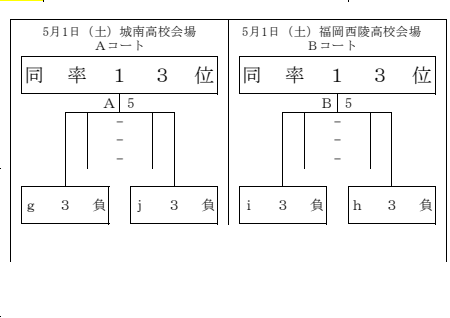 5月1日（土）城南高校会場
Aコート
同率13位
A 5
－
－
－
g 3 負
j 3 負
5月1日（土）福岡西陵高校会場
Bコート
同率13位
B 5
－
－
－
i 3 負
h 3 負